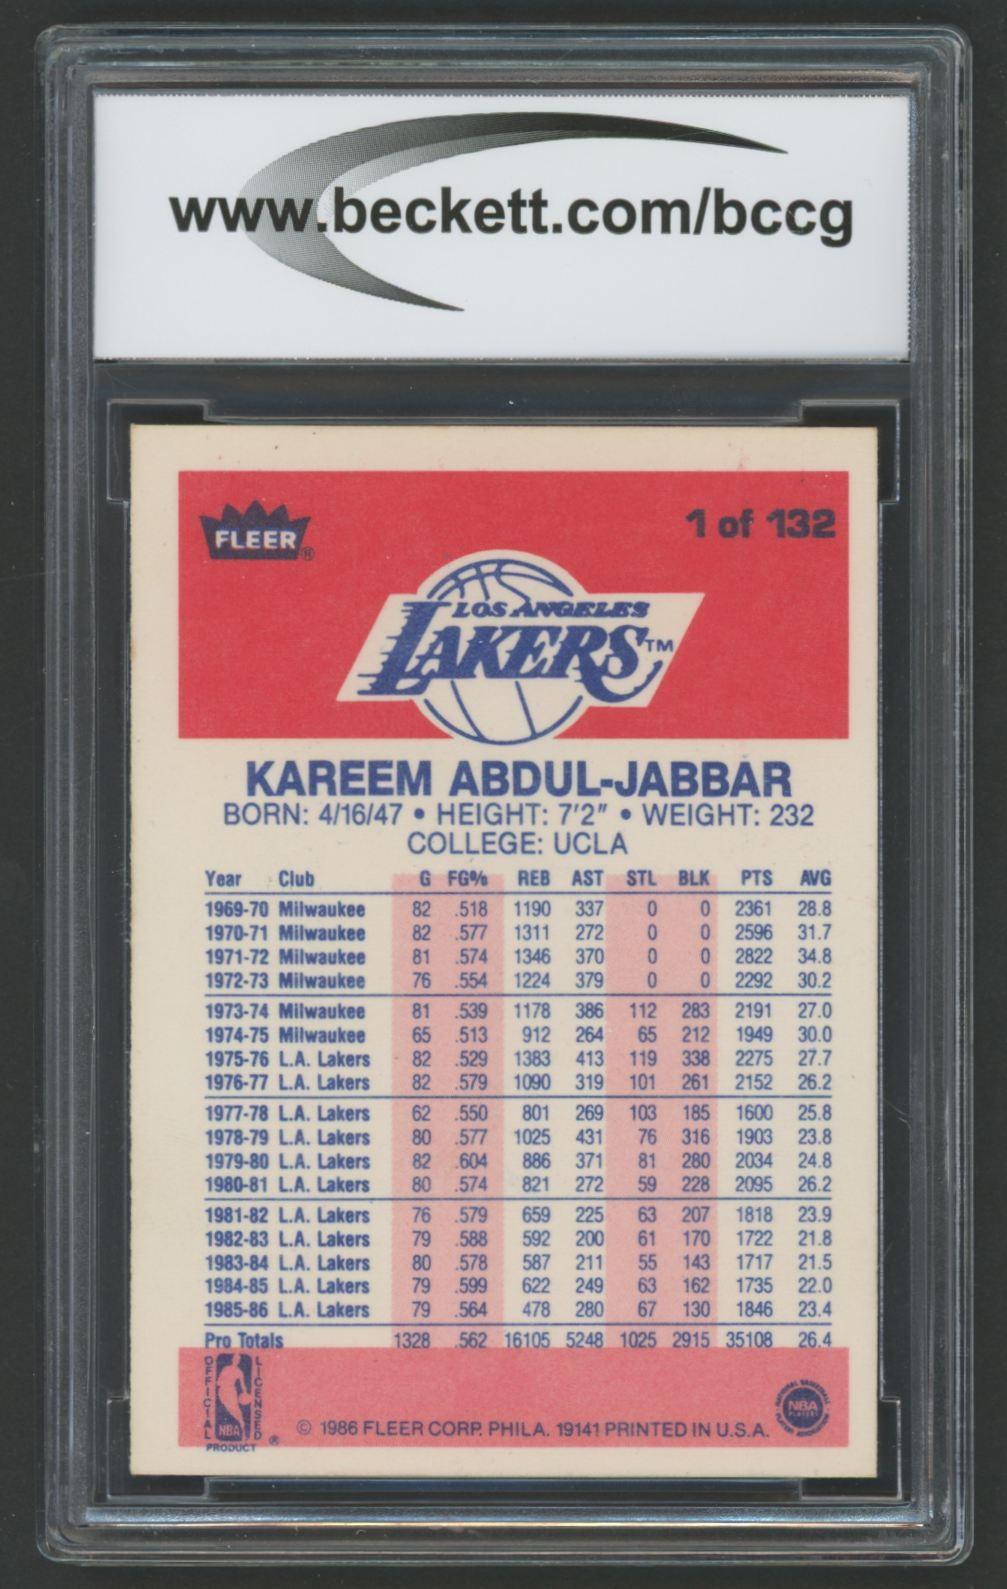 www.beckett.com/bccg
FLEER®
1 of 132
LOS ANGELES
LAKERS™
KAREEM ABDUL-JABBAR
BORN: 4/16/47 • HEIGHT: 7'2" • WEIGHT: 232
COLLEGE: UCLA
Year Club G FG% REB AST STL BLK PTS AVG
1969-70 Milwaukee 82 .518 1190 337 0 0 2361 28.8
1970-71 Milwaukee 82 .577 1311 272 0 0 2596 31.7
1971-72 Milwaukee 81 .574 1346 370 0 0 2822 34.8
1972-73 Milwaukee 76 .554 1224 379 0 0 2292 30.2
1973-74 Milwaukee 81 .539 1178 386 112 283 2191 27.0
1974-75 Milwaukee 65 .513 912 264 65 212 1949 30.0
1975-76 L.A. Lakers 82 .529 1383 413 119 338 2275 27.7
1976-77 L.A. Lakers 82 .579 1090 319 101 261 2152 26.2
1977-78 L.A. Lakers 62 .550 801 269 103 185 1600 25.8
1978-79 L.A. Lakers 80 .577 1025 431 76 316 1903 23.8
1979-80 L.A. Lakers 82 .604 886 371 81 280 2034 24.8
1980-81 L.A. Lakers 80 .574 821 272 59 228 2095 26.2
1981-82 L.A. Lakers 76 .579 659 225 63 207 1818 23.9
1982-83 L.A. Lakers 79 .588 592 200 61 170 1722 21.8
1983-84 L.A. Lakers 80 .578 587 211 55 143 1717 21.5
1984-85 L.A. Lakers 79 .599 622 249 63 162 1735 22.0
1985-86 L.A. Lakers 79 .564 478 280 67 130 1846 23.4
Pro Totals 1328 .562 16105 5248 1025 2915 35108 26.4
OFFICIAL
LICENSED
NBA
PRODUCT ®
© 1986 FLEER CORP. PHILA. 19141 PRINTED IN U.S.A.
NATIONAL BASKETBALL
NBA
PLAYERS
ASSOCIATION